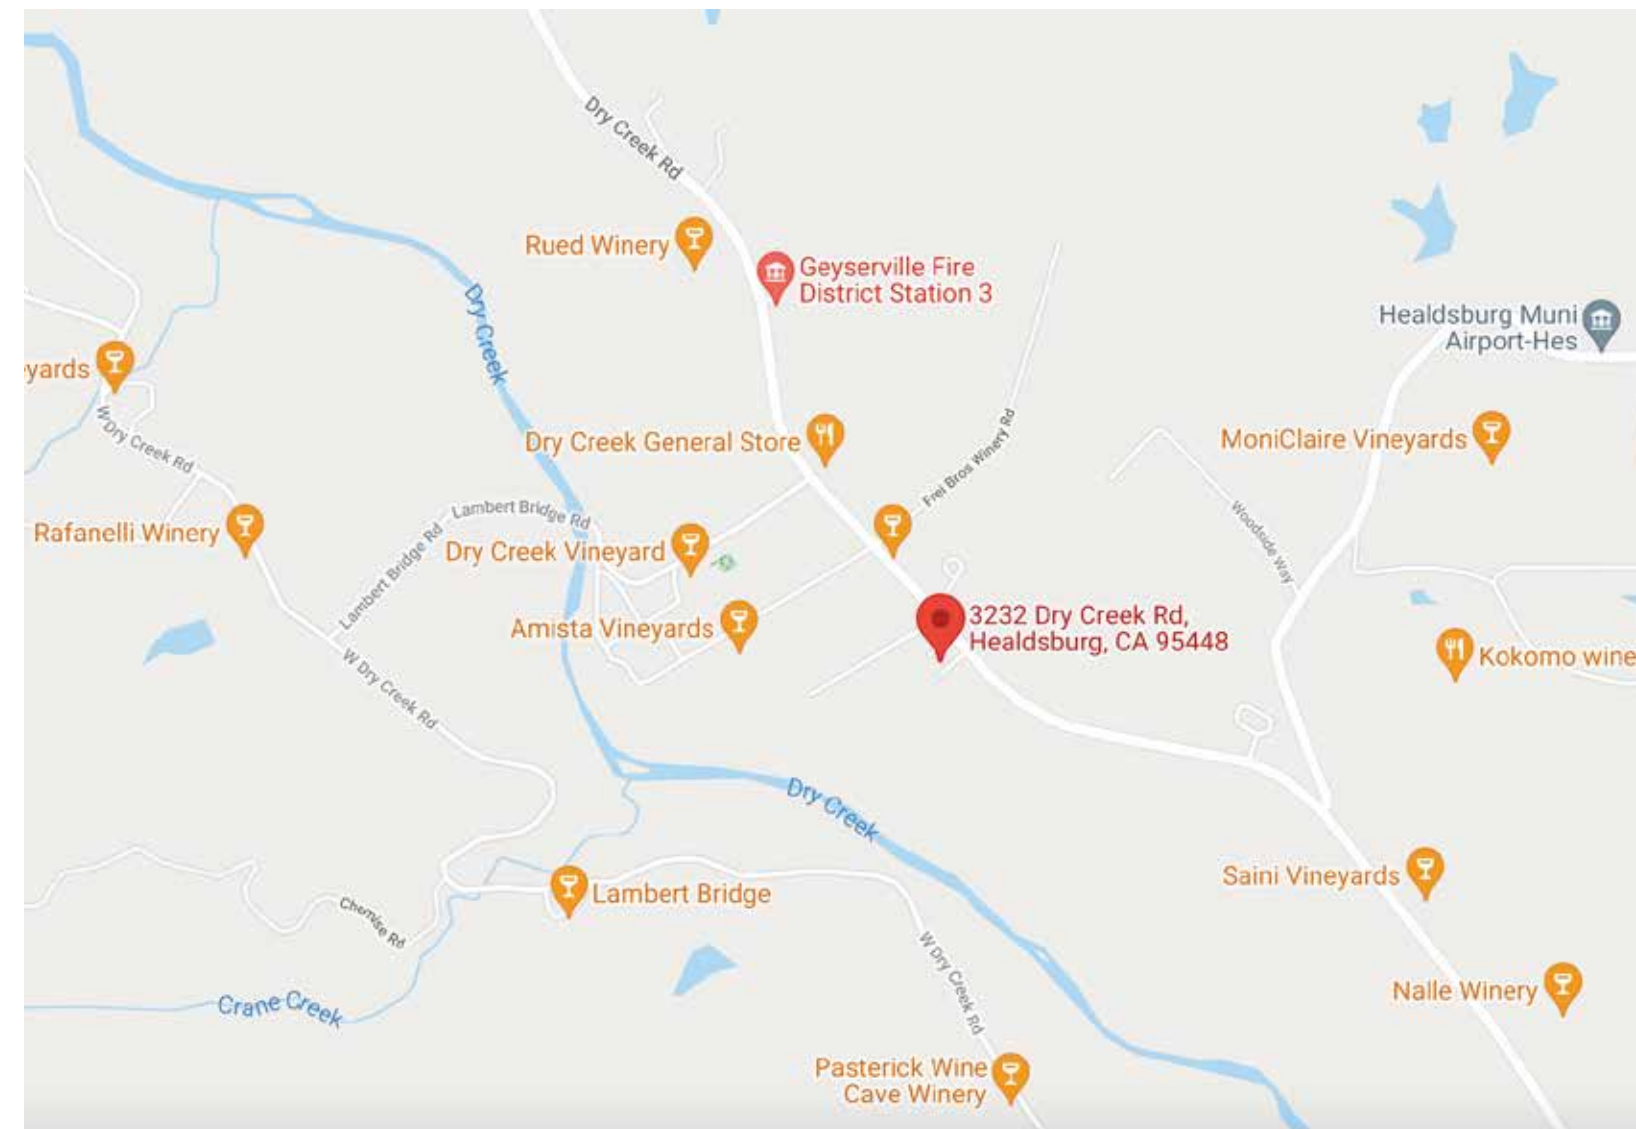 Dry Creek Rd
Rued Winery
Geyserville Fire
District Station 3
Dry Creek
Healdsburg Muni
Airport-Hes
yards
W Dry Creek Rd
Dry Creek General Store
Frei Bros Winery Rd
MoniClaire Vineyards
Lambert Bridge Rd
Rafanelli Winery
Dry Creek Vineyard
Woodside Way
Lambert Bridge Rd
Amista Vineyards
3232 Dry Creek Rd,
Healdsburg, CA 95448
Kokomo wine
W Dry Creek Rd
Dry Creek
Saini Vineyards
Lambert Bridge
Chemise Rd
W Dry Creek Rd
Nalle Winery
Crane Creek
Pasterick Wine
Cave Winery